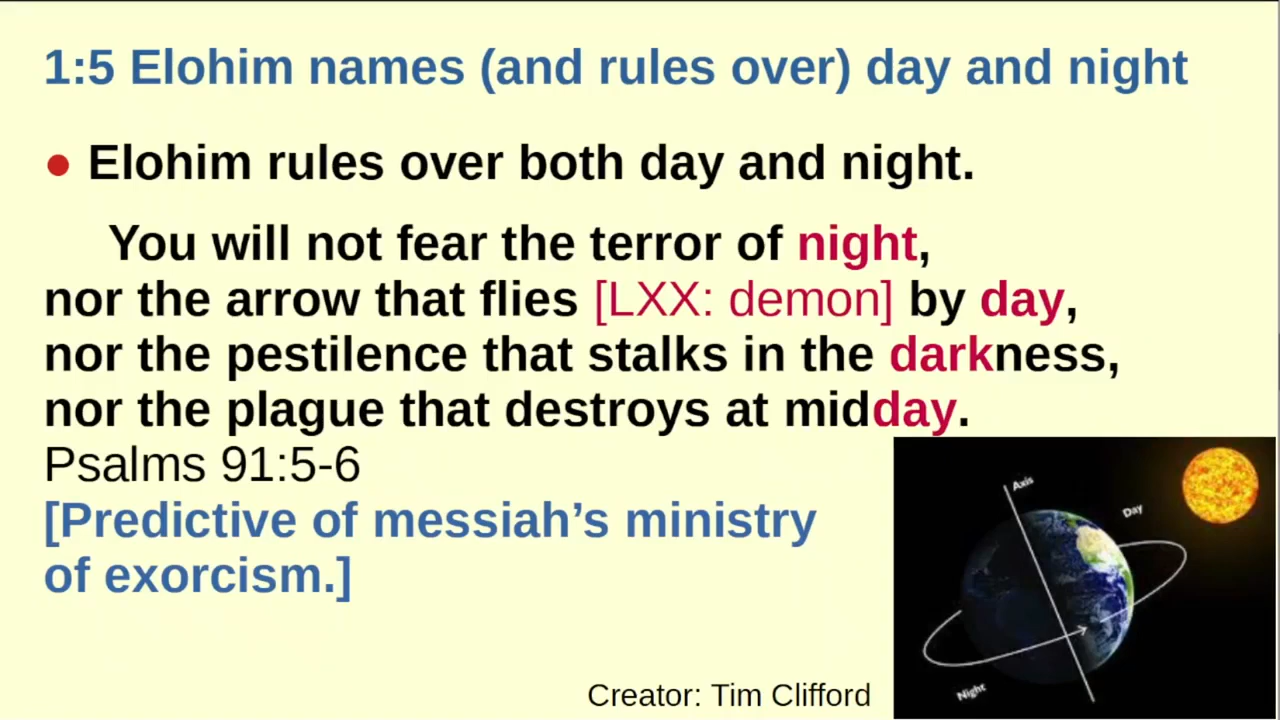 1:5 Elohim names (and rules over) day and night
● Elohim rules over both day and night.
You will not fear the terror of night,
nor the arrow that flies [LXX: demon] by day,
nor the pestilence that stalks in the darkness,
nor the plague that destroys at midday.
Psalms 91:5-6
[Predictive of messiah’s ministry
of exorcism.]
Axis
Day
Night
Creator: Tim Clifford